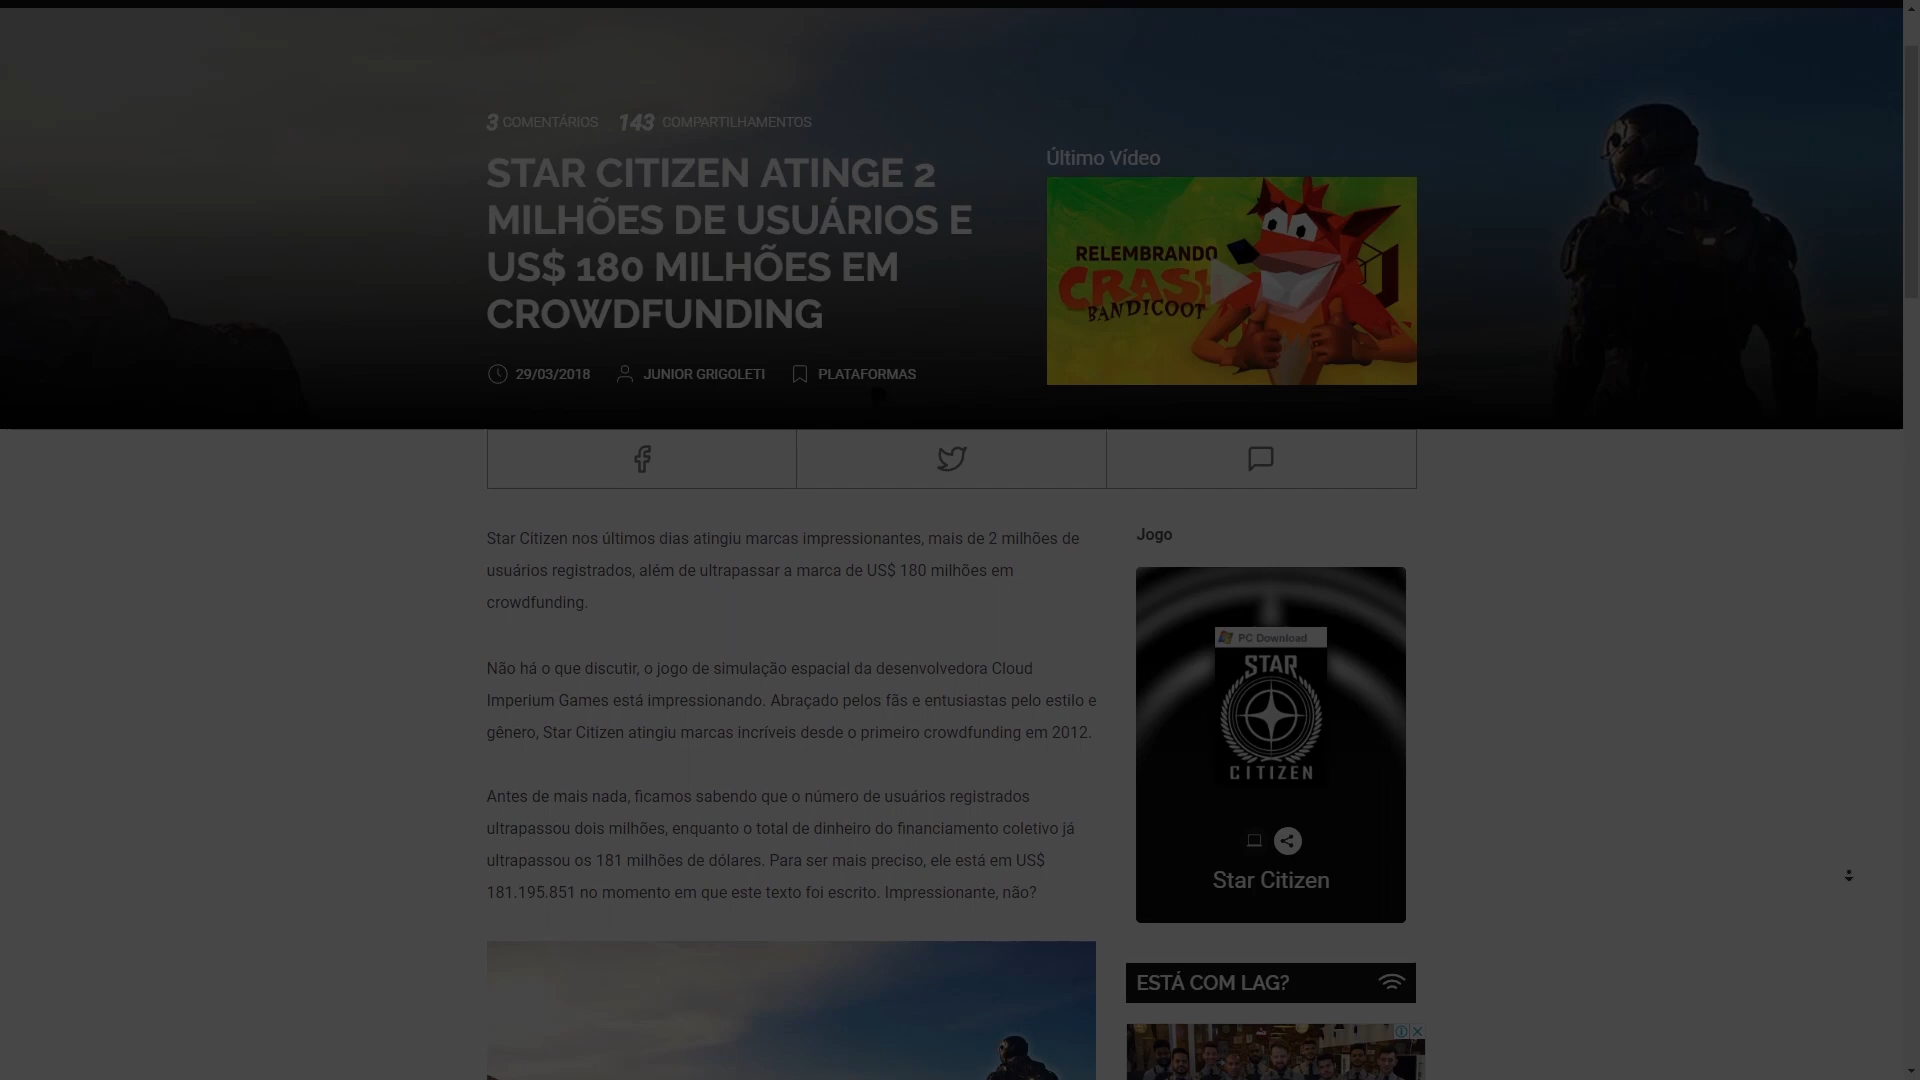 3 COMENTÁRIOS 143 COMPARTILHAMENTOS
STAR CITIZEN ATINGE 2
MILHÕES DE USUÁRIOS E
US$ 180 MILHÕES EM
CROWDFUNDING
29/03/2018 JUNIOR GRIGOLETI PLATAFORMAS
Último Vídeo
RELEMBRANDO
CRASH
BANDICOOT
Star Citizen nos últimos dias atingiu marcas impressionantes, mais de 2 milhões de
usuários registrados, além de ultrapassar a marca de US$ 180 milhões em
crowdfunding.
Não há o que discutir, o jogo de simulação espacial da desenvolvedora Cloud
Imperium Games está impressionando. Abraçado pelos fãs e entusiastas pelo estilo e
gênero, Star Citizen atingiu marcas incríveis desde o primeiro crowdfunding em 2012.
Antes de mais nada, ficamos sabendo que o número de usuários registrados
ultrapassou dois milhões, enquanto o total de dinheiro do financiamento coletivo já
ultrapassou os 181 milhões de dólares. Para ser mais preciso, ele está em US$
181.195.851 no momento em que este texto foi escrito. Impressionante, não?
Jogo
PC Download
STAR
CITIZEN
Star Citizen
ESTÁ COM LAG?